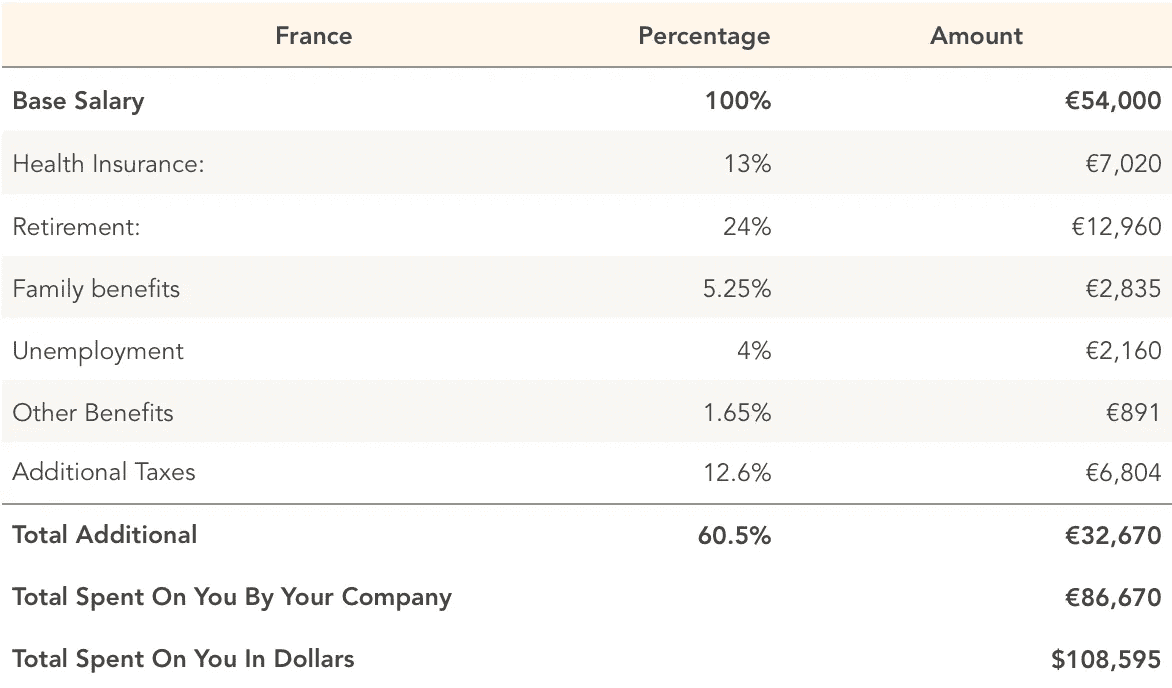 France Percentage Amount
Base Salary 100% €54,000
Health Insurance: 13% €7,020
Retirement: 24% €12,960
Family benefits 5.25% €2,835
Unemployment 4% €2,160
Other Benefits 1.65% €891
Additional Taxes 12.6% €6,804
Total Additional 60.5% €32,670
Total Spent On You By Your Company €86,670
Total Spent On You In Dollars $108,595